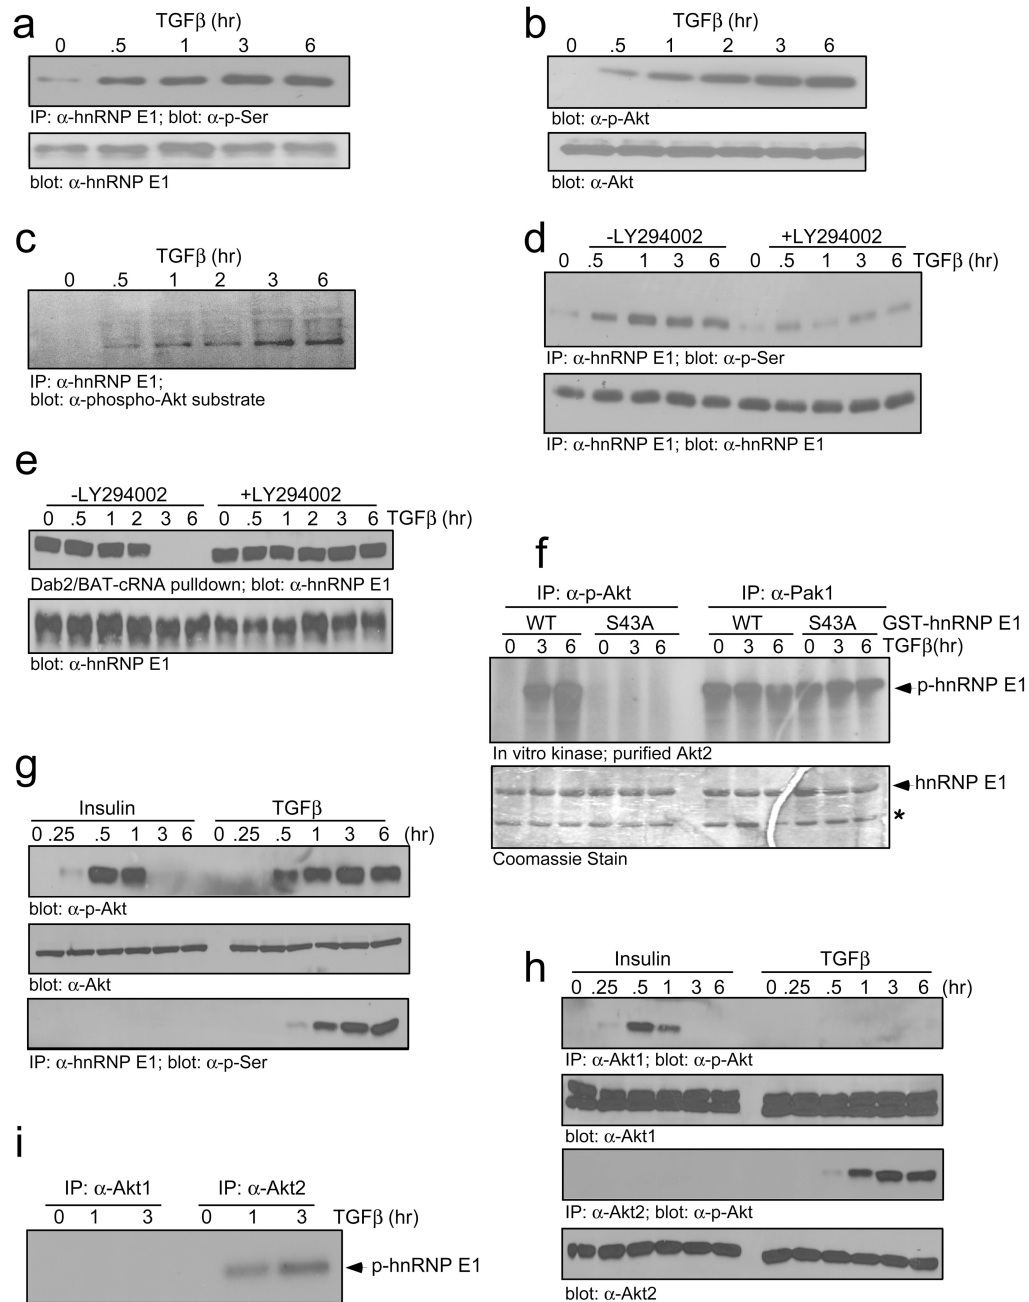 a
TGFβ (hr)
0 .5 1 3 6
IP: α-hnRNP E1; blot: α-p-Ser
blot: α-hnRNP E1
b
TGFβ (hr)
0 .5 1 2 3 6
blot: α-p-Akt
blot: α-Akt
c
TGFβ (hr)
0 .5 1 2 3 6
IP: α-hnRNP E1;
blot: α-phospho-Akt substrate
d
-LY294002 +LY294002
0 .5 1 3 6 0 .5 1 3 6 TGFβ (hr)
IP: α-hnRNP E1; blot: α-p-Ser
IP: α-hnRNP E1; blot: α-hnRNP E1
e
-LY294002 +LY294002
0 .5 1 2 3 6 0 .5 1 2 3 6 TGFβ (hr)
Dab2/BAT-cRNA pulldown; blot: α-hnRNP E1
blot: α-hnRNP E1
f
IP: α-p-Akt IP: α-Pak1
WT S43A WT S43A GST-hnRNP E1
0 3 6 0 3 6 0 3 6 0 3 6 TGFβ(hr)
p-hnRNP E1
In vitro kinase; purified Akt2
hnRNP E1
*
Coomassie Stain
g
Insulin TGFβ
0 .25 .5 1 3 6 0 .25 .5 1 3 6 (hr)
blot: α-p-Akt
blot: α-Akt
IP: α-hnRNP E1; blot: α-p-Ser
h
Insulin TGFβ
0 .25 .5 1 3 6 0 .25 .5 1 3 6 (hr)
IP: α-Akt1; blot: α-p-Akt
blot: α-Akt1
IP: α-Akt2; blot: α-p-Akt
blot: α-Akt2
i
IP: α-Akt1 IP: α-Akt2
0 1 3 0 1 3 TGFβ (hr)
p-hnRNP E1